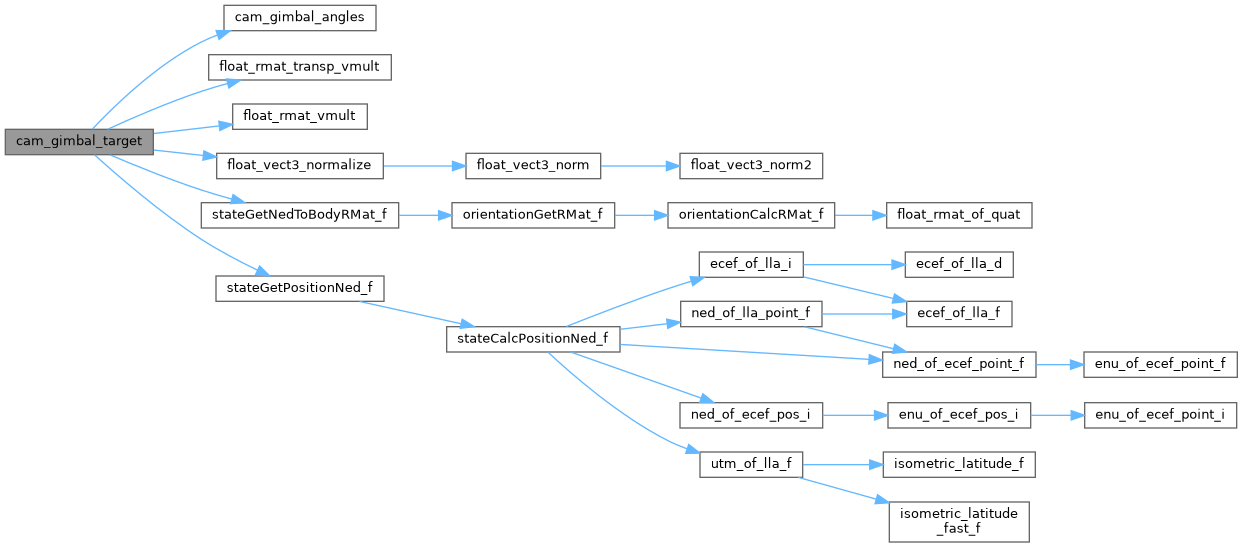 cam_gimbal_target
cam_gimbal_angles
float_rmat_transp_vmult
float_rmat_vmult
float_vect3_normalize
float_vect3_norm
float_vect3_norm2
stateGetNedToBodyRMat_f
orientationGetRMat_f
orientationCalcRMat_f
float_rmat_of_quat
stateGetPositionNed_f
stateCalcPositionNed_f
ecef_of_lla_i
ecef_of_lla_d
ecef_of_lla_f
ned_of_lla_point_f
ned_of_ecef_point_f
enu_of_ecef_point_f
ned_of_ecef_pos_i
enu_of_ecef_pos_i
enu_of_ecef_point_i
utm_of_lla_f
isometric_latitude_f
isometric_latitude
_fast_f